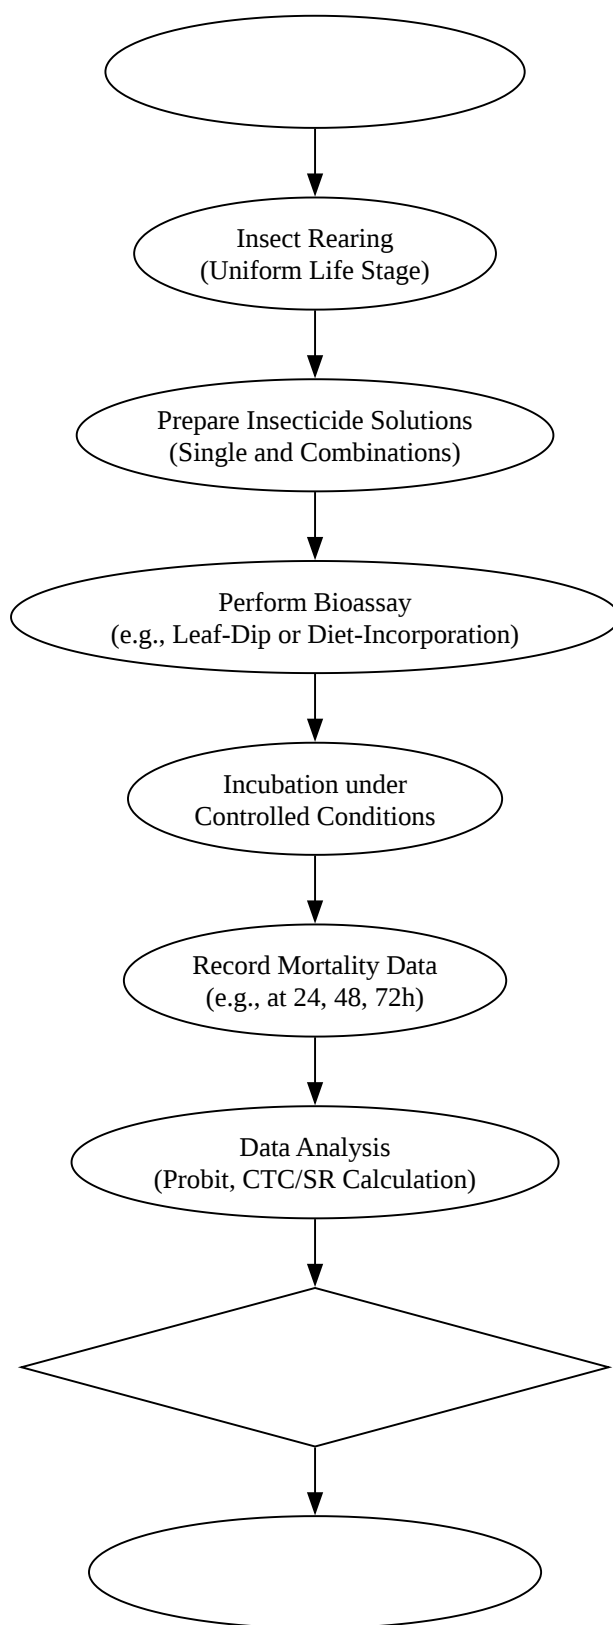 Insect Rearing
(Uniform Life Stage)
Prepare Insecticide Solutions
(Single and Combinations)
Perform Bioassay
(e.g., Leaf-Dip or Diet-Incorporation)
Incubation under
Controlled Conditions
Record Mortality Data
(e.g., at 24, 48, 72h)
Data Analysis
(Probit, CTC/SR Calculation)